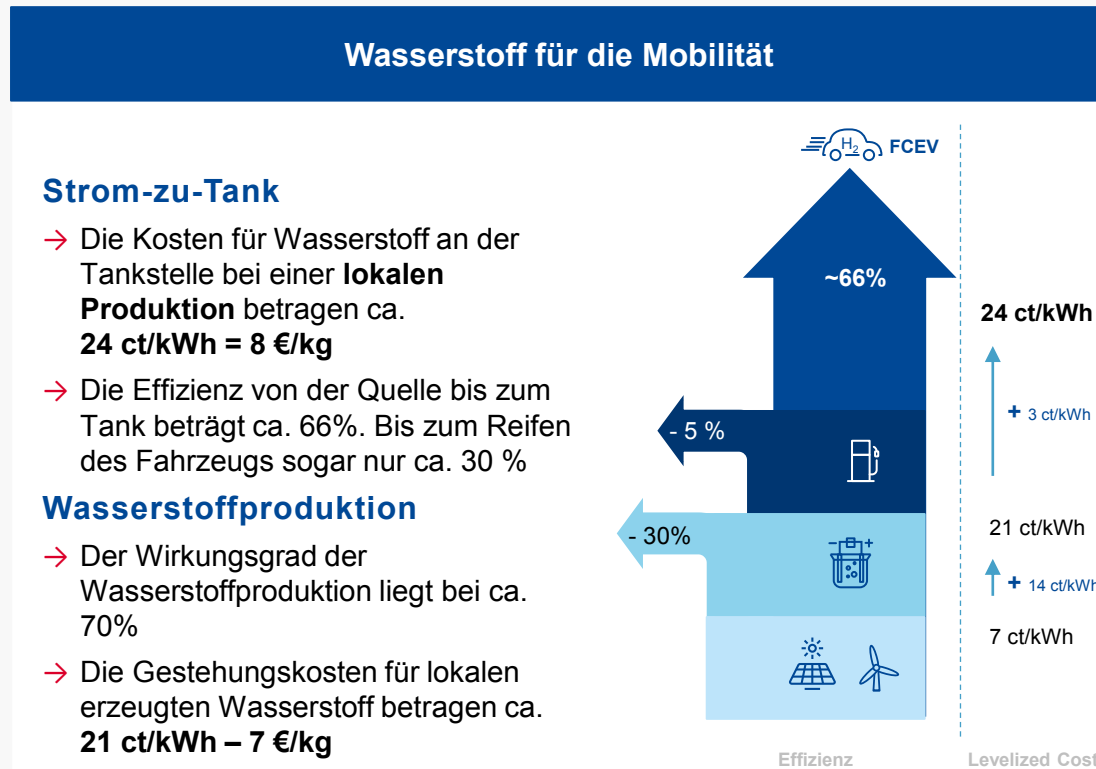 Wasserstoff für die Mobilität
Strom-zu-Tank
→ Die Kosten für Wasserstoff an der
Tankstelle bei einer lokalen
Produktion betragen ca.
24 ct/kWh = 8 €/kg
→ Die Effizienz von der Quelle bis zum
Tank beträgt ca. 66%. Bis zum Reifen
des Fahrzeugs sogar nur ca. 30 %
Wasserstoffproduktion
→ Der Wirkungsgrad der
Wasserstoffproduktion liegt bei ca.
70%
→ Die Gestehungskosten für lokalen
erzeugten Wasserstoff betragen ca.
21 ct/kWh – 7 €/kg
H2 FCEV
~66%
- 5 %
- 30%
- +
Effizienz
24 ct/kWh
+ 3 ct/kWh
21 ct/kWh
+ 14 ct/kWh
7 ct/kWh
Levelized Cost